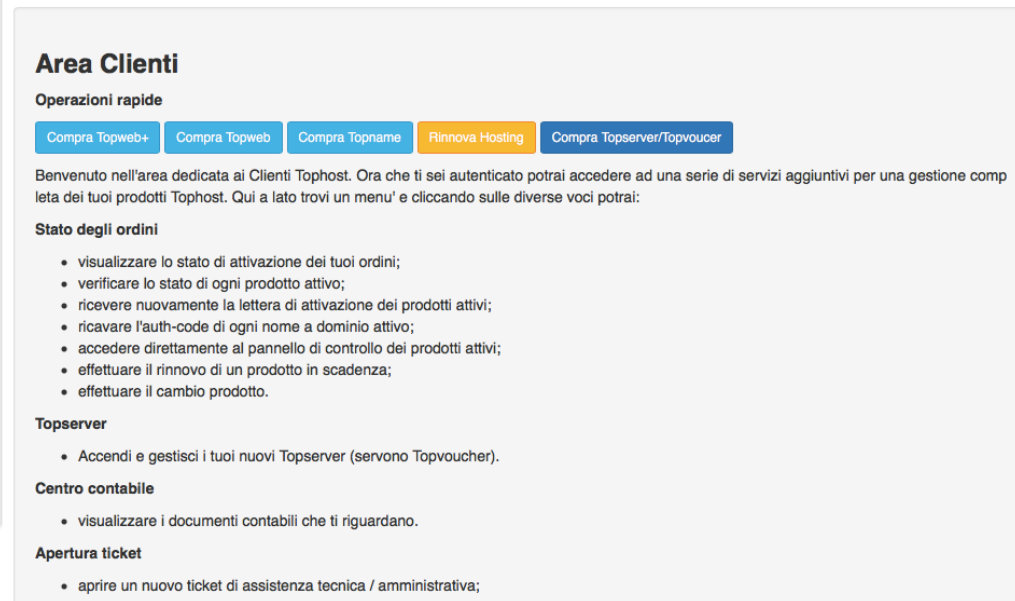 Area Clienti
Operazioni rapide
Compra Topweb+ Compra Topweb Compra Topname Rinnova Hosting Compra Topserver/Topvoucer
Benvenuto nell'area dedicata ai Clienti Tophost. Ora che ti sei autenticato potrai accedere ad una serie di servizi aggiuntivi per una gestione comp
leta dei tuoi prodotti Tophost. Qui a lato trovi un menu' e cliccando sulle diverse voci potrai:
Stato degli ordini
• visualizzare lo stato di attivazione dei tuoi ordini;
• verificare lo stato di ogni prodotto attivo;
• ricevere nuovamente la lettera di attivazione dei prodotti attivi;
• ricavare l'auth-code di ogni nome a dominio attivo;
• accedere direttamente al pannello di controllo dei prodotti attivi;
• effettuare il rinnovo di un prodotto in scadenza;
• effettuare il cambio prodotto.
Topserver
• Accendi e gestisci i tuoi nuovi Topserver (servono Topvoucher).
Centro contabile
• visualizzare i documenti contabili che ti riguardano.
Apertura ticket
• aprire un nuovo ticket di assistenza tecnica / amministrativa;